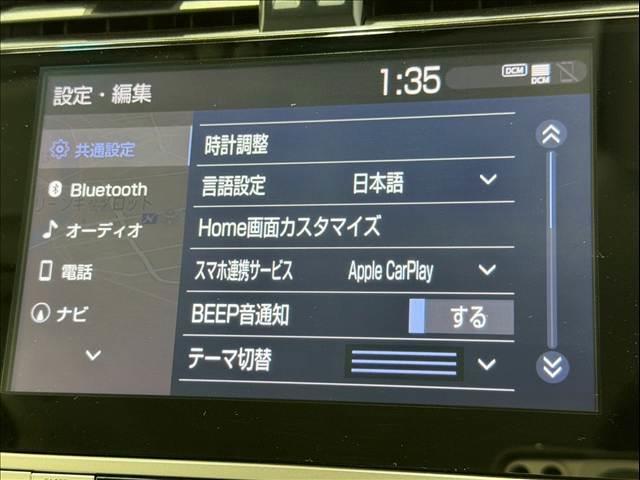 設定・編集
1:35
DCM
DCM
共通設定
Bluetooth
オーディオ
電話
ナビ
時計調整
言語設定 日本語
Home画面カスタマイズ
スマホ連携サービス Apple CarPlay
BEEP音通知 する
テーマ切替